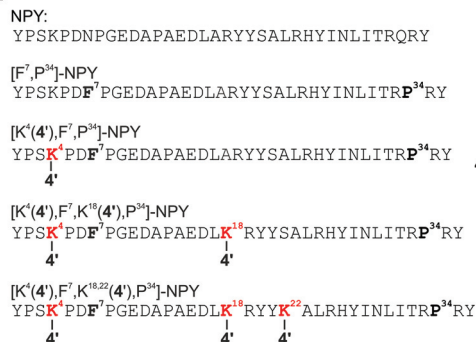 NPY:
YPSKPDNPGEDAPAEDLARYYSALRHYINLITRQRY
[F⁷,P³⁴]-NPY
YPSKPDF⁷PGEDAPAEDLARYYSALRHYINLITRP³⁴RY
[K⁴(4'),F⁷,P³⁴]-NPY
YPSK⁴PDF⁷PGEDAPAEDLARYYSALRHYINLITRP³⁴RY
4'
[K⁴(4'),F⁷,K¹⁸(4'),P³⁴]-NPY
YPSK⁴PDF⁷PGEDAPAEDLK¹⁸RYYSALRHYINLITRP³⁴RY
4' 4'
[K⁴(4'),F⁷,K¹⁸,²²(4'),P³⁴]-NPY
YPSK⁴PDF⁷PGEDAPAEDLK¹⁸RYYK²²ALRHYINLITRP³⁴RY
4' 4' 4'